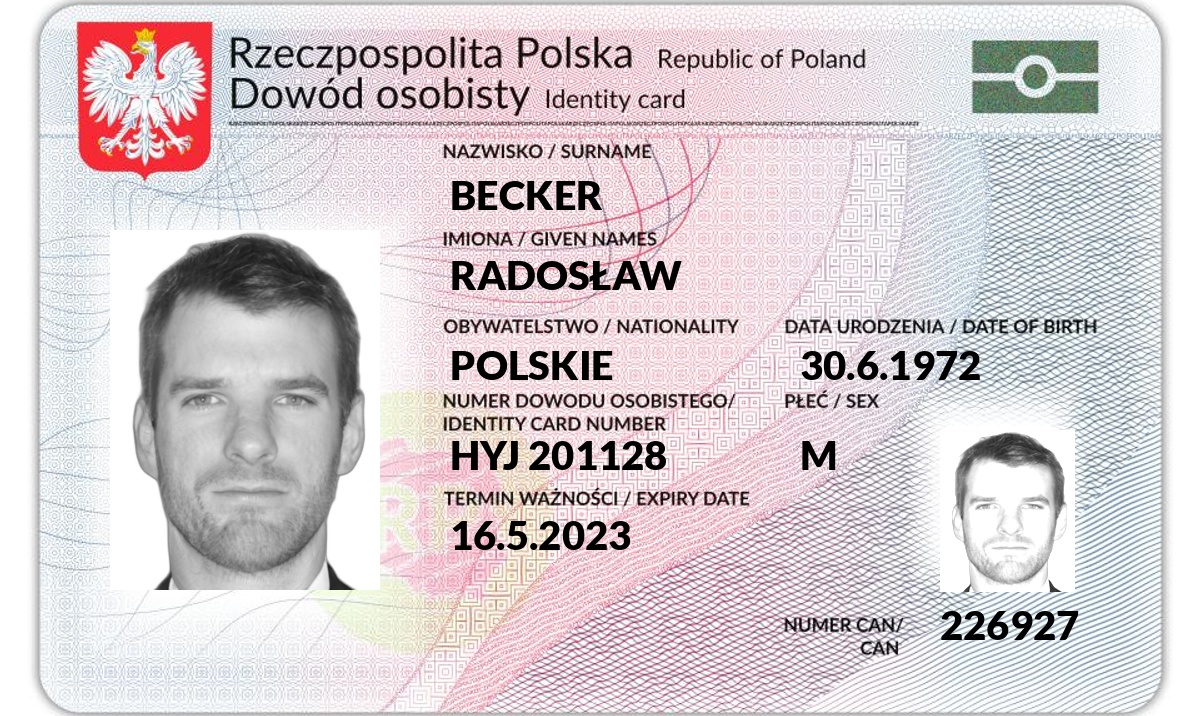 Rzeczpospolita Polska Republic of Poland
Dowód osobisty Identity card
NAZWISKO / SURNAME
BECKER
IMIONA / GIVEN NAMES
RADOSŁAW
OBYWATELSTWO / NATIONALITY DATA URODZENIA / DATE OF BIRTH
POLSKIE 30.6.1972
NUMER DOWODU OSOBISTEGO/ PŁEĆ / SEX
IDENTITY CARD NUMBER
HYJ 201128 M
TERMIN WAŻNOŚCI / EXPIRY DATE
16.5.2023
NUMER CAN/ 226927
CAN